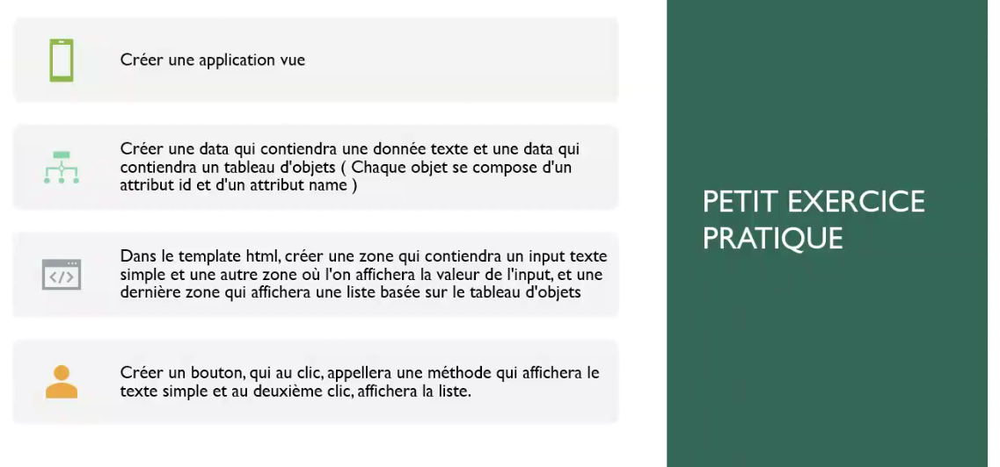 Créer une application vue
Créer une data qui contiendra une donnée texte et une data qui
contiendra un tableau d'objets ( Chaque objet se compose d'un
attribut id et d'un attribut name )
Dans le template html, créer une zone qui contiendra un input texte
simple et une autre zone où l'on affichera la valeur de l'input, et une
dernière zone qui affichera une liste basée sur le tableau d'objets
Créer un bouton, qui au clic, appellera une méthode qui affichera le
texte simple et au deuxième clic, affichera la liste.
PETIT EXERCICE
PRATIQUE